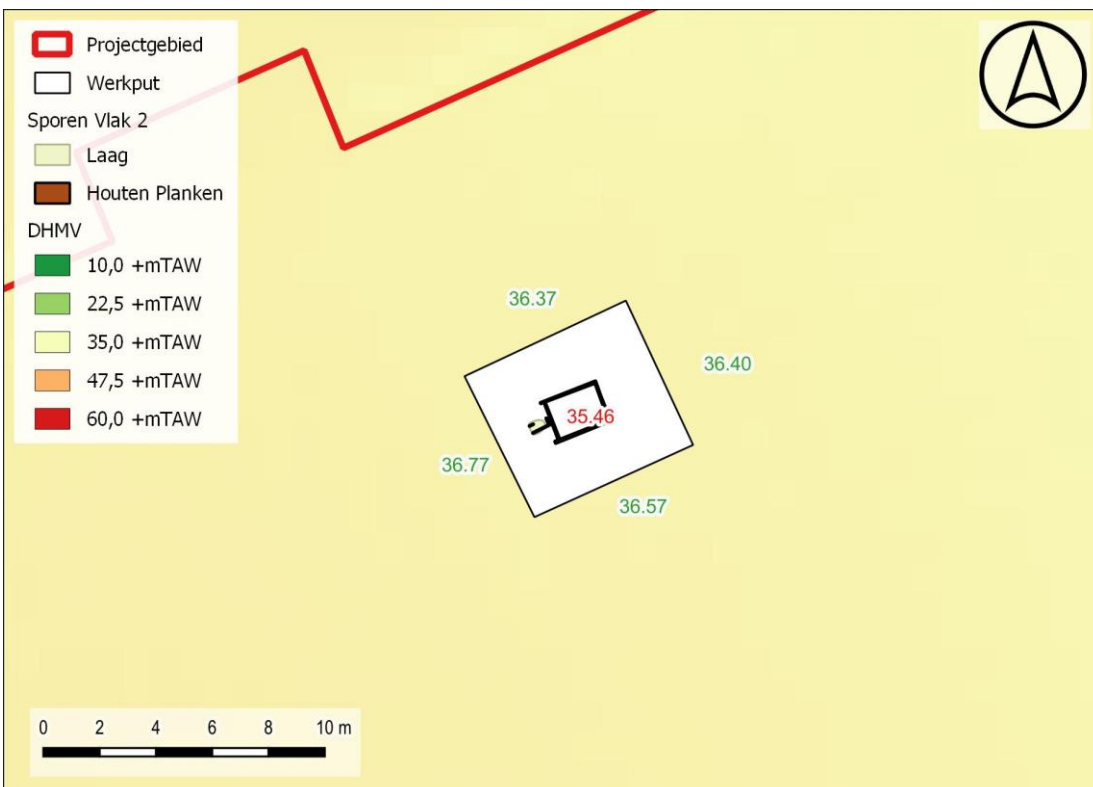 Projectgebied
Werkput
Sporen Vlak 2
Laag
Houten Planken
DHMV
10,0 +mTAW
22,5 +mTAW
35,0 +mTAW
47,5 +mTAW
60,0 +mTAW
36.37
36.40
35.46
36.77
36.57
0 2 4 6 8 10 m